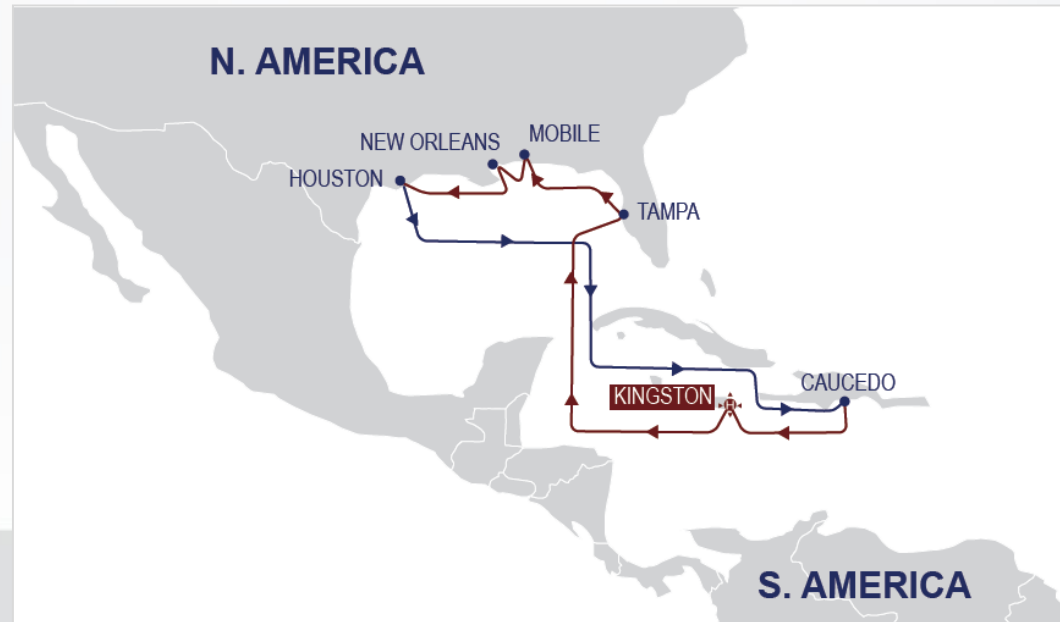 N. AMERICA
MOBILE
NEW ORLEANS
HOUSTON
TAMPA
CAUCEDO
KINGSTON
H
S. AMERICA